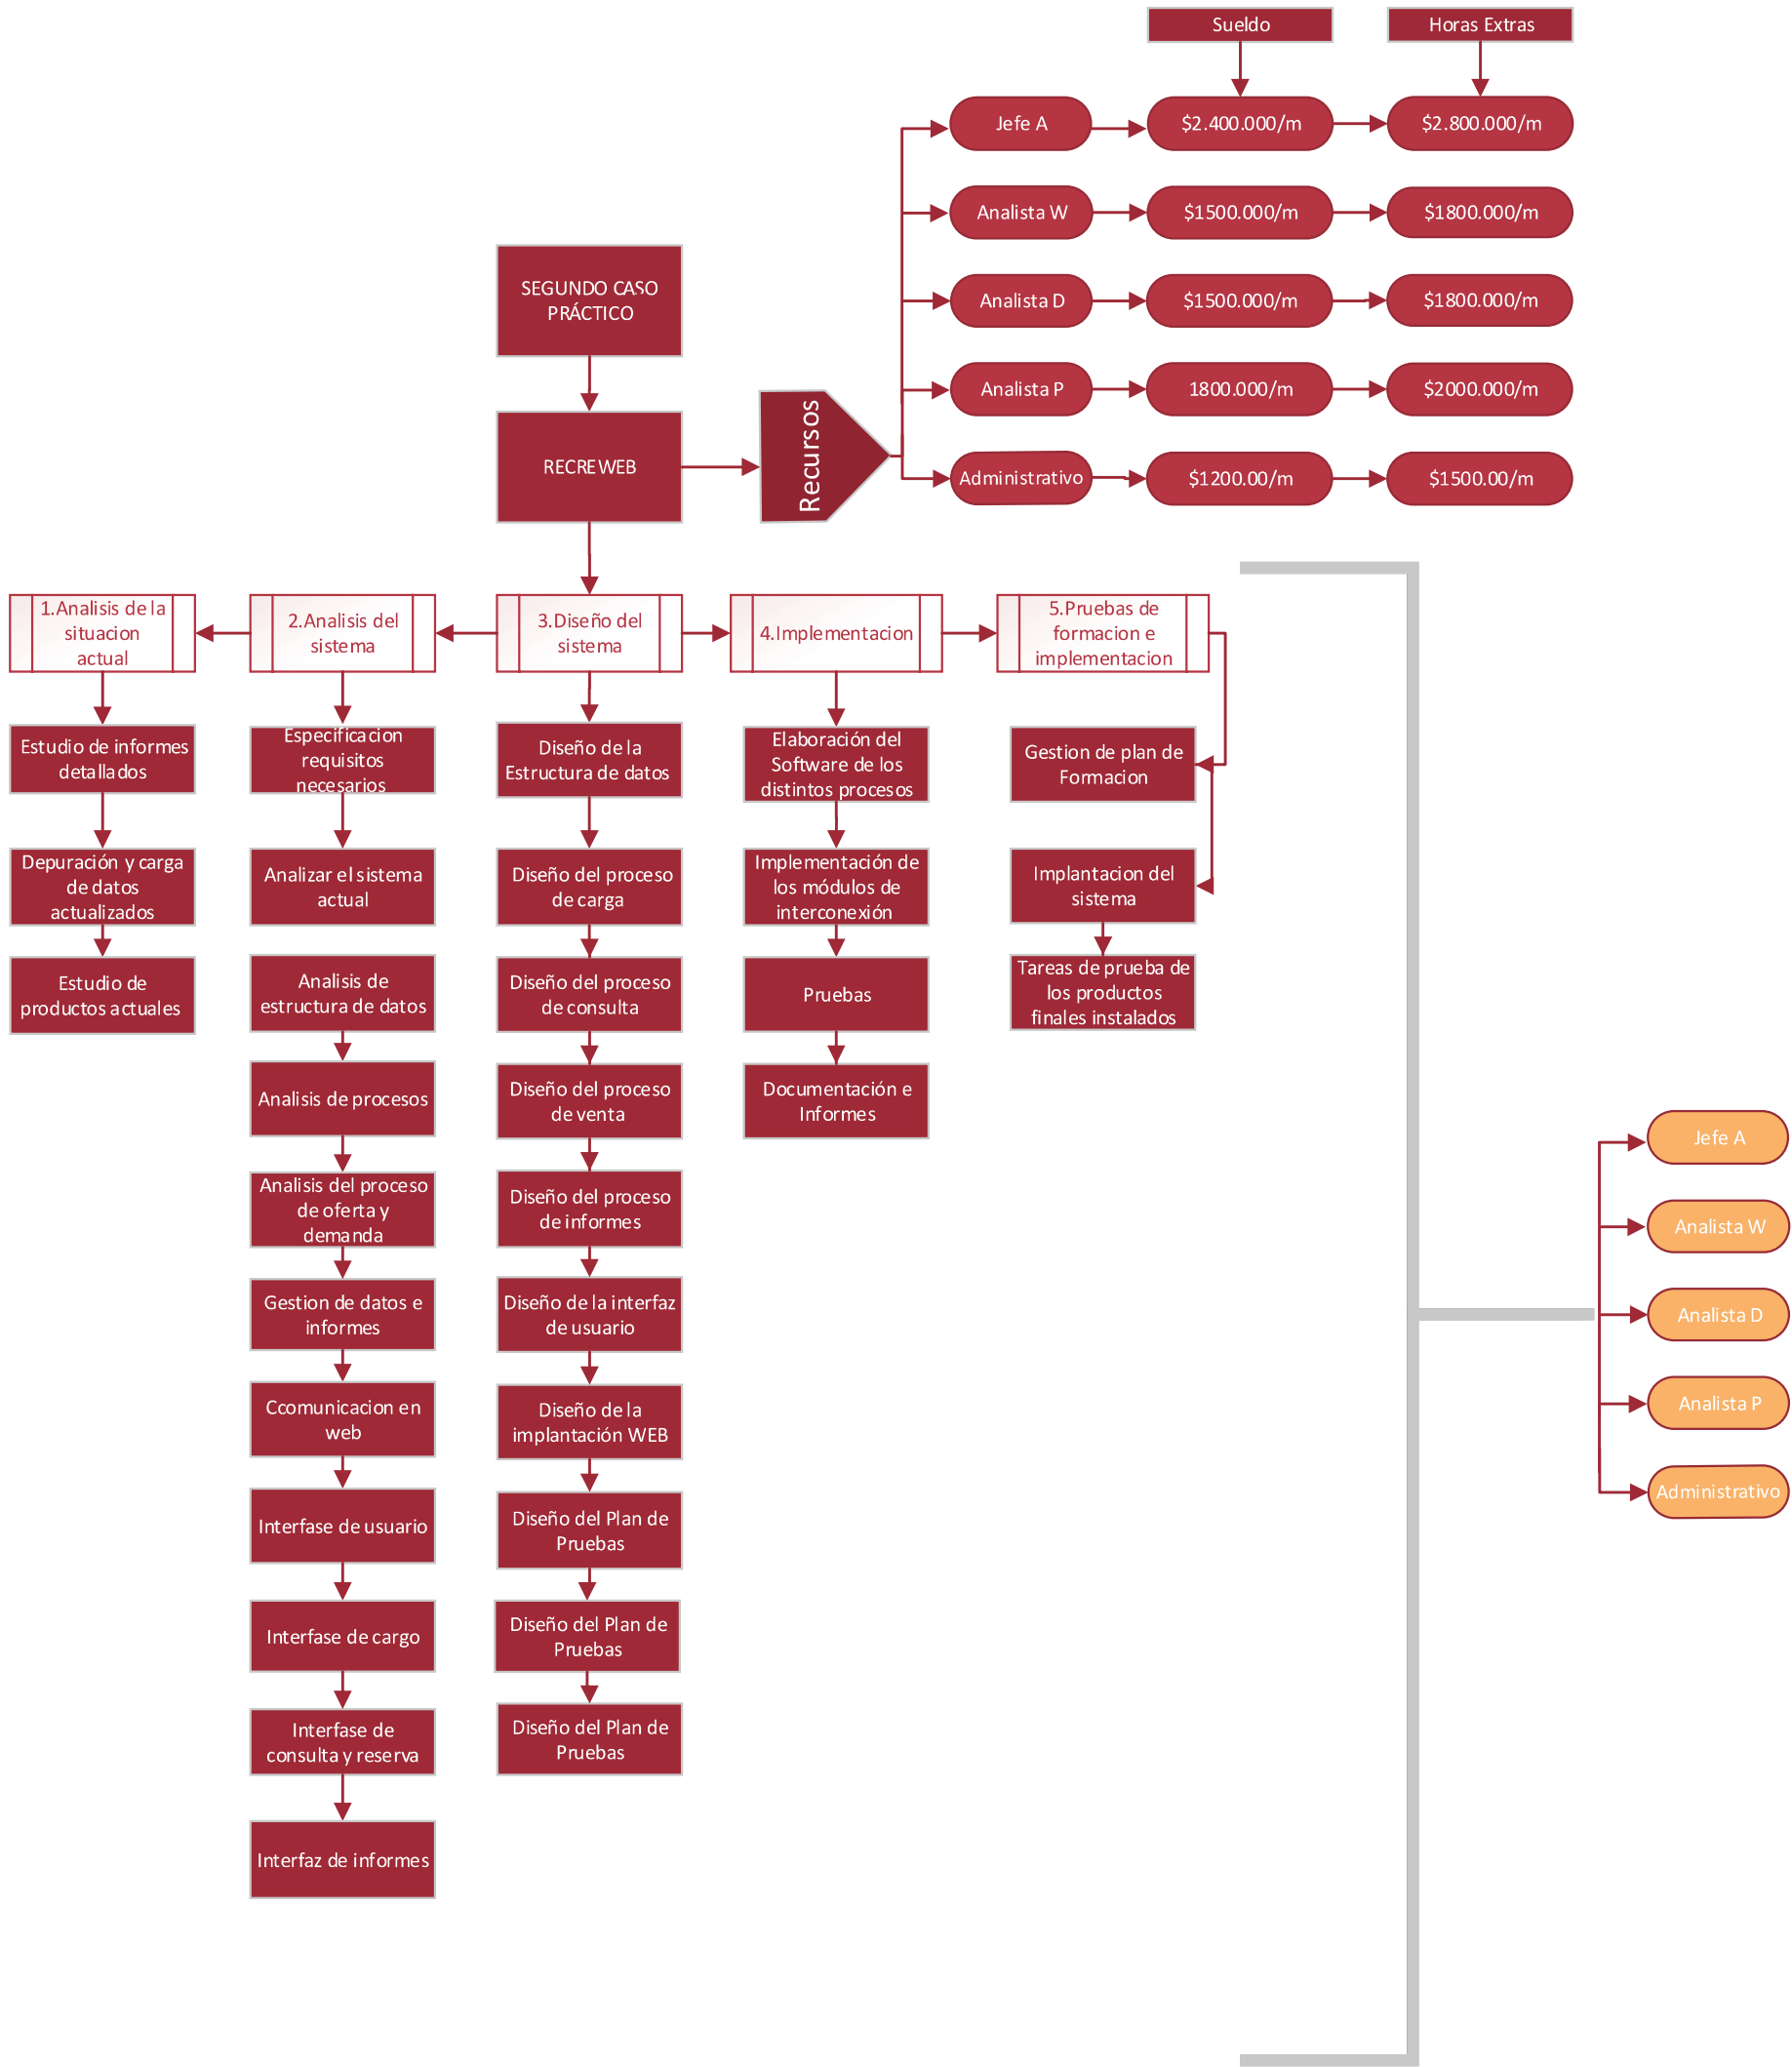 Sueldo
Horas Extras
Jefe A
$2.400.000/m
$2.800.000/m
Analista W
$1500.000/m
$1800.000/m
Analista D
$1500.000/m
$1800.000/m
Analista P
1800.000/m
$2000.000/m
Administrativo
$1200.00/m
$1500.00/m
SEGUNDO CASO
PRÁCTICO
RECREWEB
Recursos
1.Analisis de la
situacion
actual
2.Analisis del
sistema
3.Diseño del
sistema
4.Implementacion
5.Pruebas de
formacion e
implementacion
Estudio de informes
detallados
Depuración y carga
de datos
actualizados
Estudio de
productos actuales
Especificacion
requisitos
necesarios
Analizar el sistema
actual
Analisis de
estructura de datos
Analisis de procesos
Analisis del proceso
de oferta y
demanda
Gestion de datos e
informes
Ccomunicacion en
web
Interfase de usuario
Interfase de cargo
Interfase de
consulta y reserva
Interfaz de informes
Diseño de la
Estructura de datos
Diseño del proceso
de carga
Diseño del proceso
de consulta
Diseño del proceso
de venta
Diseño del proceso
de informes
Diseño de la interfaz
de usuario
Diseño de la
implantación WEB
Diseño del Plan de
Pruebas
Diseño del Plan de
Pruebas
Diseño del Plan de
Pruebas
Elaboración del
Software de los
distintos procesos
Implementación de
los módulos de
interconexión
Pruebas
Documentación e
Informes
Gestion de plan de
Formacion
Implantacion del
sistema
Tareas de prueba de
los productos
finales instalados
Jefe A
Analista W
Analista D
Analista P
Administrativo